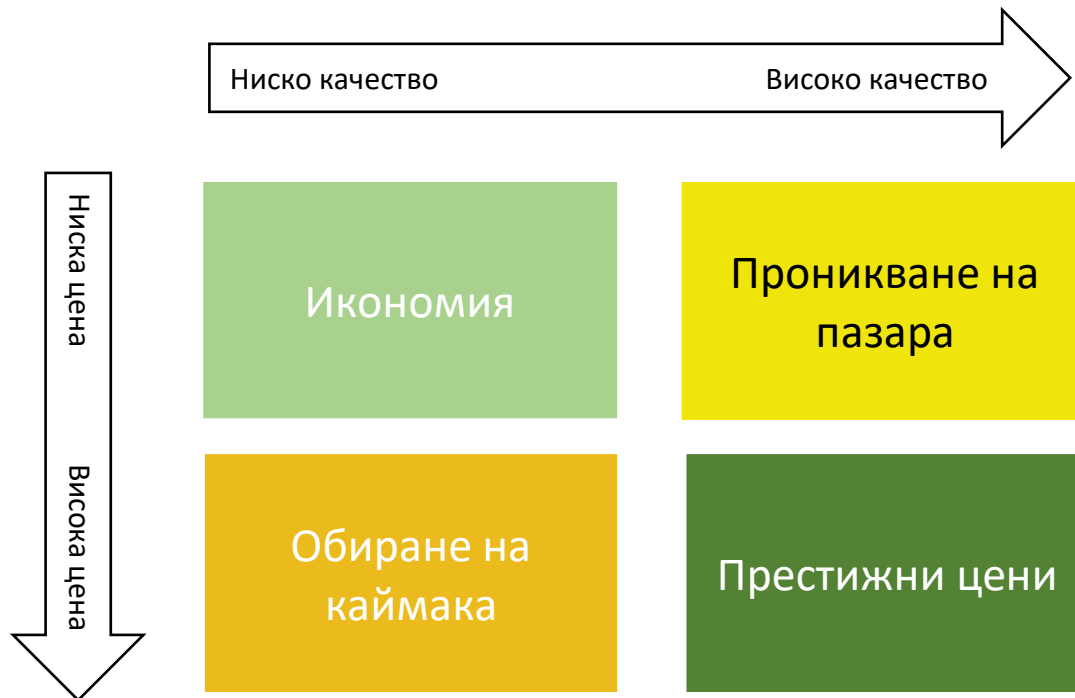 Ниско качество
Високо качество
Ниска цена
Висока цена
Икономия
Проникване на
пазара
Обиране на
каймака
Престижни цени